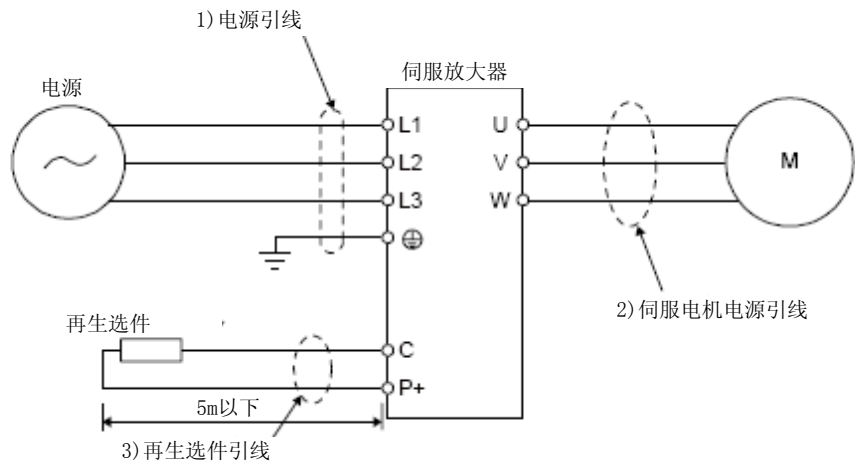 1)电源引线
伺服放大器
电源
L1
U
L2
V
M
L3
W
2)伺服电机电源引线
再生选件
C
P+
5m以下
3)再生选件引线